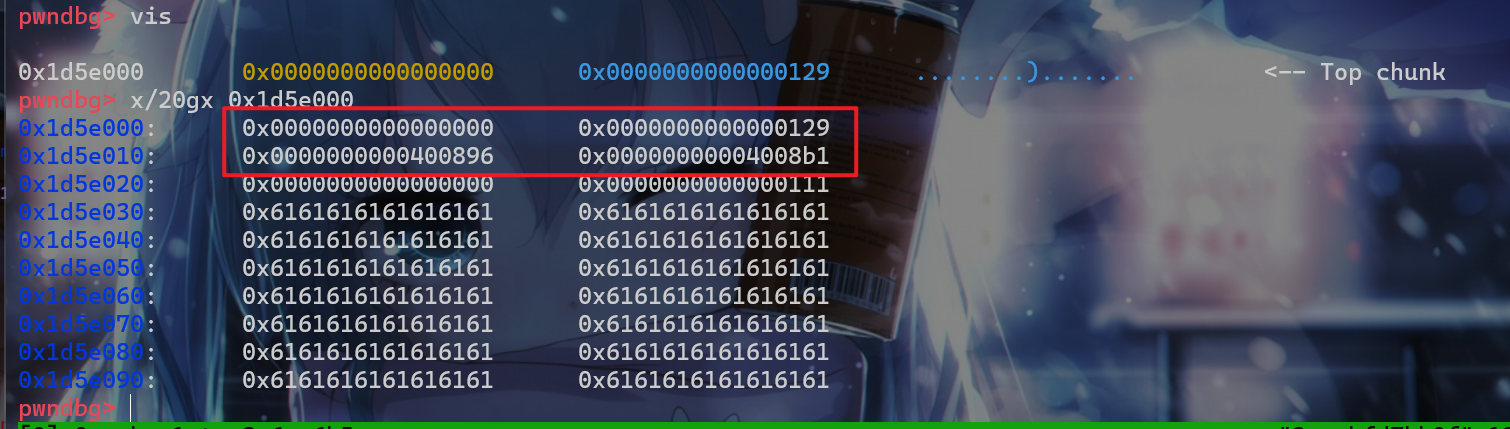 pwndbg> vis
0x1d5e000 0x0000000000000000 0x0000000000000129 ........)....... <-- Top chunk
pwndbg> x/20gx 0x1d5e000
0x1d5e000: 0x0000000000000000 0x0000000000000129
0x1d5e010: 0x0000000000400896 0x00000000004008b1
0x1d5e020: 0x0000000000000000 0x0000000000000111
0x1d5e030: 0x6161616161616161 0x6161616161616161
0x1d5e040: 0x6161616161616161 0x6161616161616161
0x1d5e050: 0x6161616161616161 0x6161616161616161
0x1d5e060: 0x6161616161616161 0x6161616161616161
0x1d5e070: 0x6161616161616161 0x6161616161616161
0x1d5e080: 0x6161616161616161 0x6161616161616161
0x1d5e090: 0x6161616161616161 0x6161616161616161
pwndbg>